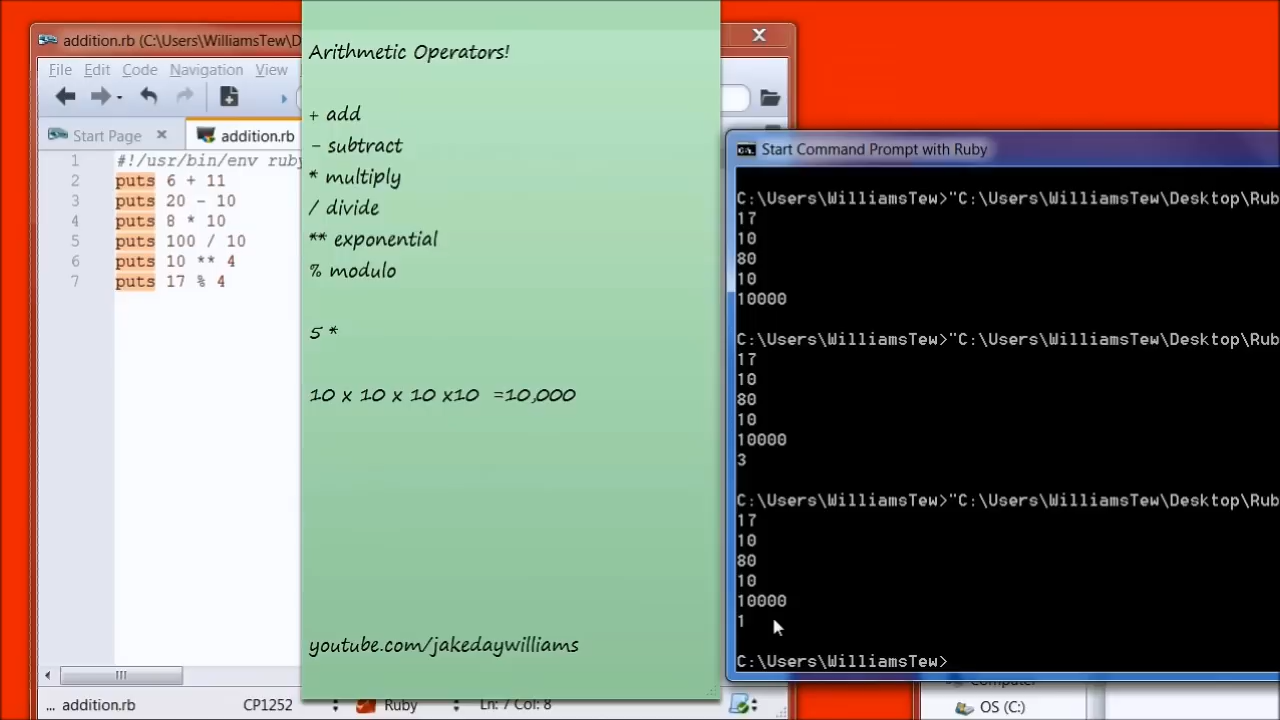 addition.rb (C:\Users\WilliamsTew\D
File Edit Code Navigation View
Start Page
addition.rb
1 #!/usr/bin/env ruby
2 puts 6 + 11
3 puts 20 - 10
4 puts 8 * 10
5 puts 100 / 10
6 puts 10 ** 4
7 puts 17 % 4
... addition.rb CP1252 Ruby Ln: 7 Col: 8
Arithmetic Operators!
+ add
- subtract
* multiply
/ divide
** exponential
% modulo
5 *
10 x 10 x 10 x10 =10,000
youtube.com/jakedaywilliams
Start Command Prompt with Ruby
C:\Users\WilliamsTew>"C:\Users\WilliamsTew\Desktop\Rub
17
10
80
10
10000
C:\Users\WilliamsTew>"C:\Users\WilliamsTew\Desktop\Rub
17
10
80
10
10000
3
C:\Users\WilliamsTew>"C:\Users\WilliamsTew\Desktop\Rub
17
10
80
10
10000
1
C:\Users\WilliamsTew>
Computer
OS (C:)